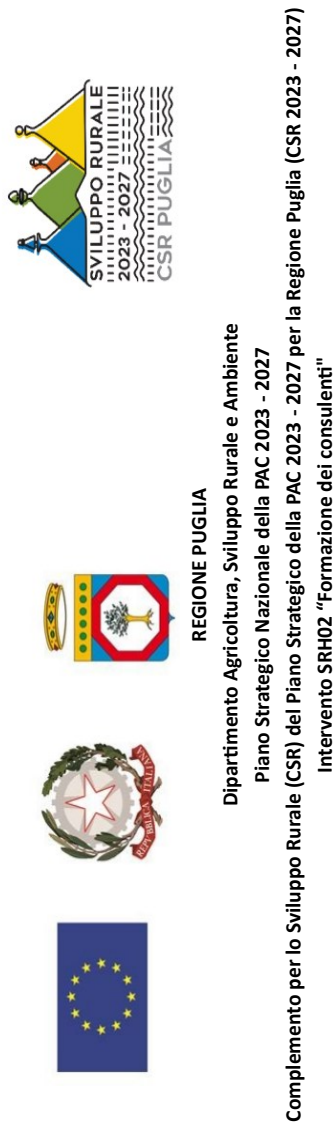 REPVBBLICA ITALIANA
SVILUPPO RURALE
2023 - 2027
CSR PUGLIA
REGIONE PUGLIA
Dipartimento Agricoltura, Sviluppo Rurale e Ambiente
Piano Strategico Nazionale della PAC 2023 - 2027
Complemento per lo Sviluppo Rurale (CSR) del Piano Strategico della PAC 2023 - 2027 per la Regione Puglia (CSR 2023 - 2027)
Intervento SRH02 “Formazione dei consulenti"